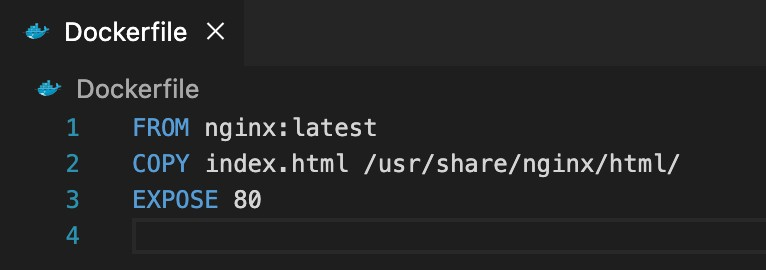 Dockerfile
Dockerfile
1 FROM nginx:latest
2 COPY index.html /usr/share/nginx/html/
3 EXPOSE 80
4